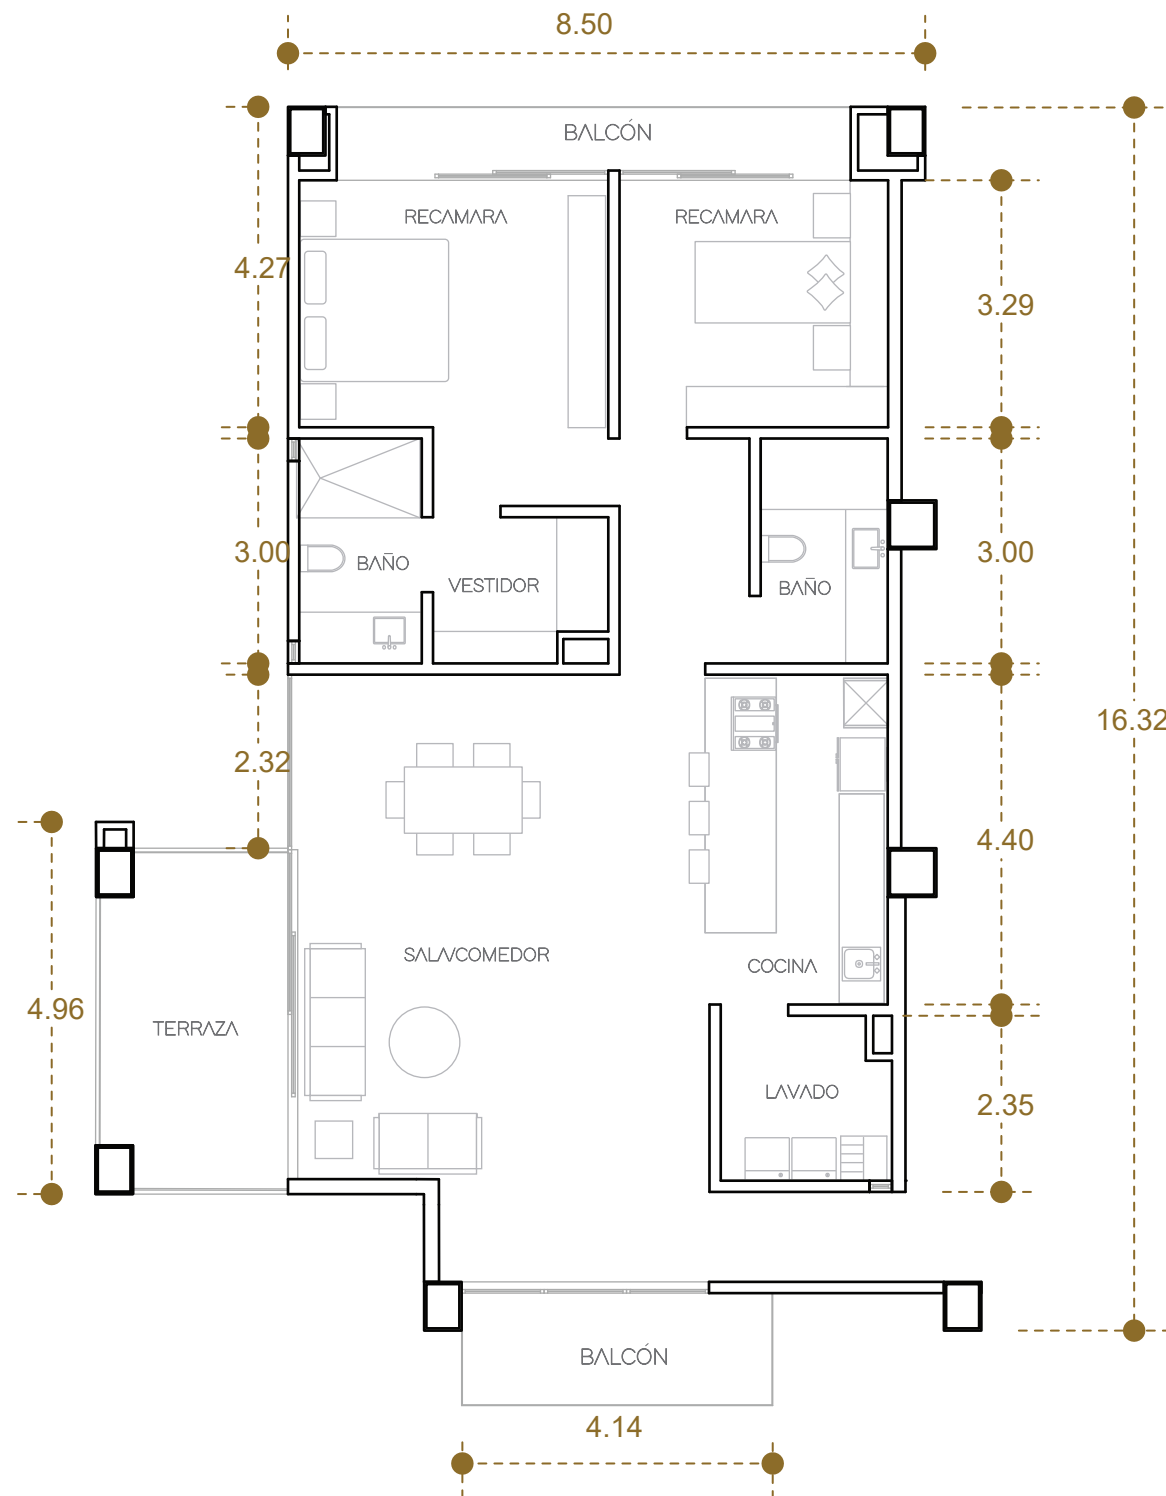 8.50
BALCÓN
RECAMARA
RECAMARA
4.27
3.29
3.00
BAÑO
VESTIDOR
BAÑO
3.00
16.32
2.32
4.40
SALA/COMEDOR
COCINA
4.96
TERRAZA
LAVADO
2.35
BALCÓN
4.14